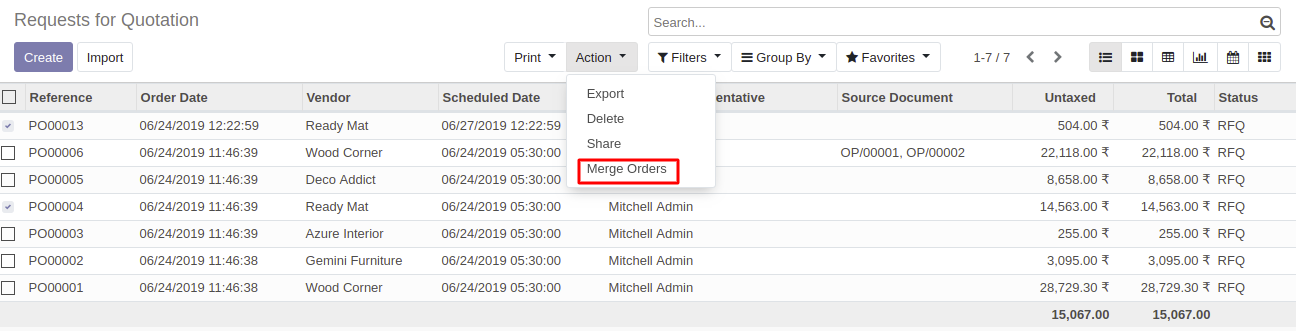 Requests for Quotation
Search...
Create Import Print Action Filters Group By Favorites 1-7 / 7
Export
Delete
Share
Merge Orders
Reference Order Date Vendor Scheduled Date entative Source Document Untaxed Total Status
PO00013 06/24/2019 12:22:59 Ready Mat 06/27/2019 12:22:59 504.00 ₹ 504.00 ₹ RFQ
PO00006 06/24/2019 11:46:39 Wood Corner 06/24/2019 05:30:00 OP/00001, OP/00002 22,118.00 ₹ 22,118.00 ₹ RFQ
PO00005 06/24/2019 11:46:39 Deco Addict 06/24/2019 05:30:00 8,658.00 ₹ 8,658.00 ₹ RFQ
PO00004 06/24/2019 11:46:39 Ready Mat 06/24/2019 05:30:00 Mitchell Admin 14,563.00 ₹ 14,563.00 ₹ RFQ
PO00003 06/24/2019 11:46:39 Azure Interior 06/24/2019 05:30:00 Mitchell Admin 255.00 ₹ 255.00 ₹ RFQ
PO00002 06/24/2019 11:46:38 Gemini Furniture 06/24/2019 05:30:00 Mitchell Admin 3,095.00 ₹ 3,095.00 ₹ RFQ
PO00001 06/24/2019 11:46:38 Wood Corner 06/24/2019 05:30:00 Mitchell Admin 28,729.30 ₹ 28,729.30 ₹ RFQ
15,067.00 15,067.00